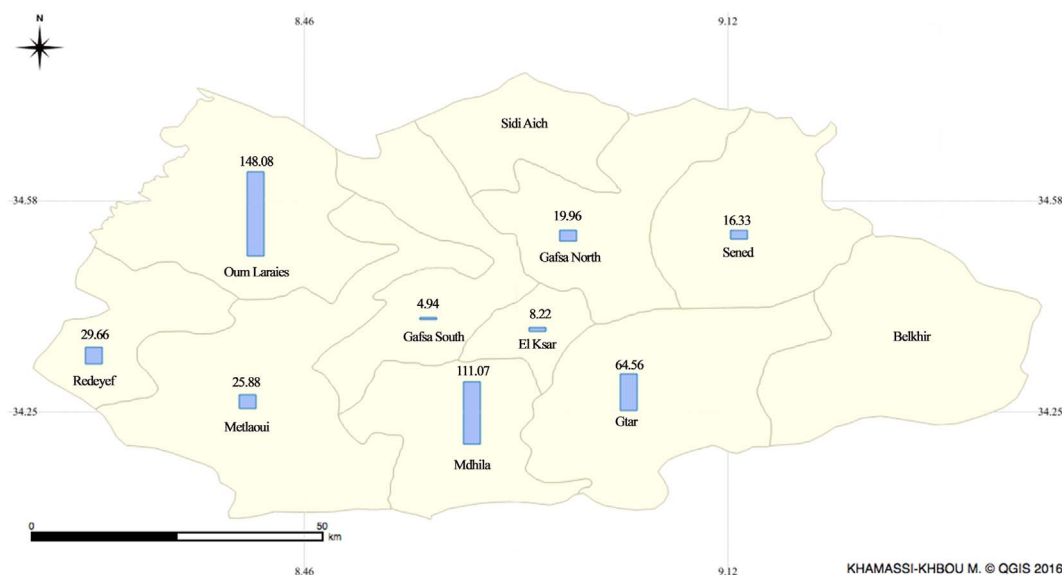 8.46
9.12
N
Sidi Aich
148.08
34.58
34.58
19.96
16.33
Gafsa North
Sened
Oum Laraies
4.94
8.22
Gafsa South
El Ksar
Belkhir
29.66
Redeyef
111.07
64.56
25.88
34.25
34.25
Metlaoui
Gtar
Mdhila
0
50
km
8.46
9.12
KHAMASSI-KHBOU M. © QGIS 2016